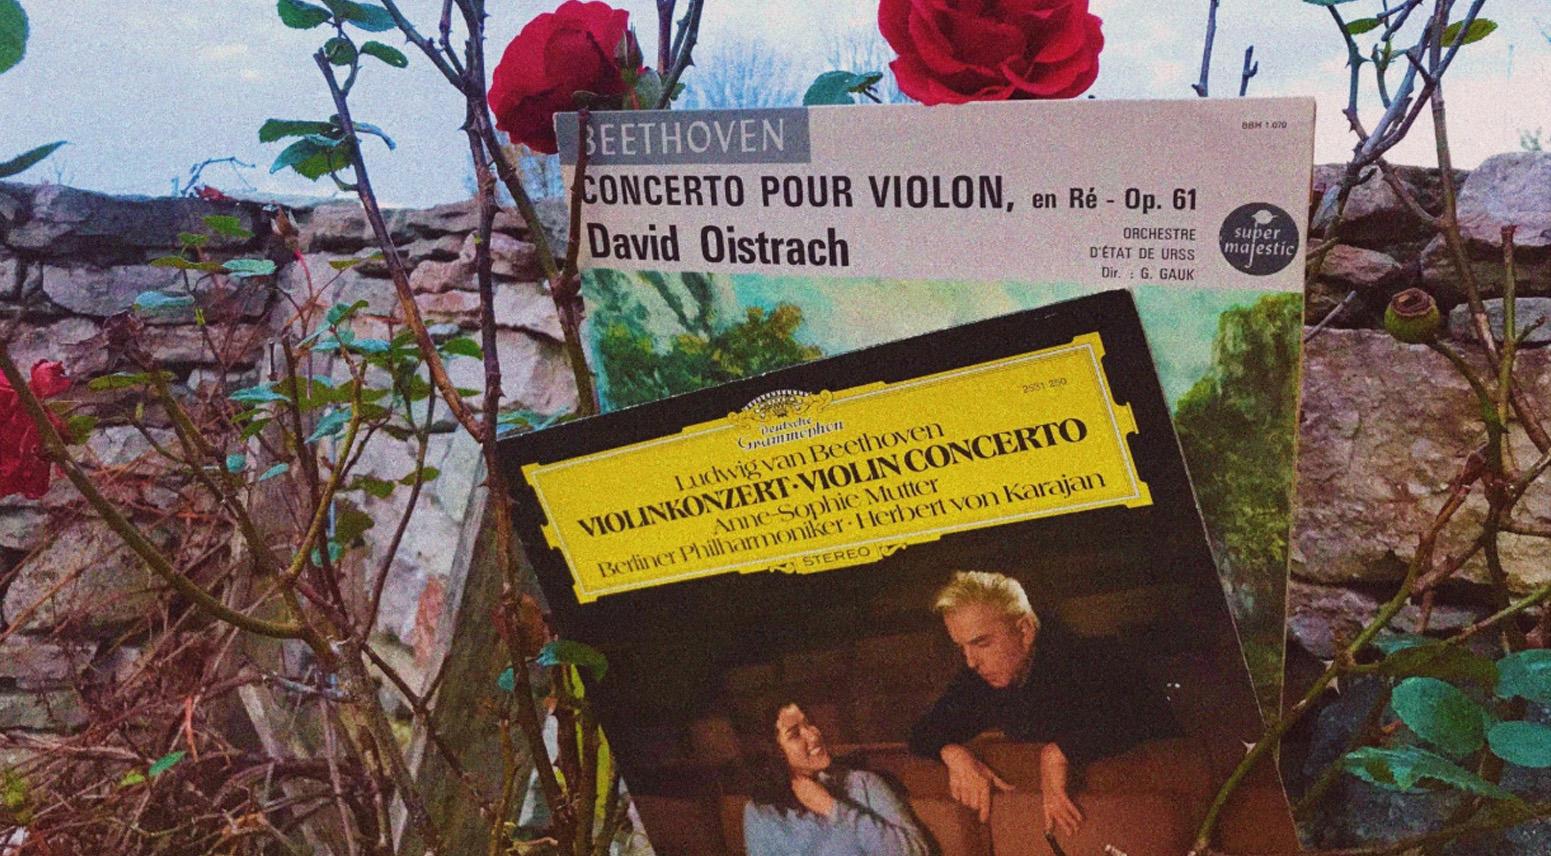 BEETHOVEN
BBH 1.070
CONCERTO POUR VIOLON, en Ré - Op. 61
David Oistrach
ORCHESTRE
D'ÉTAT DE URSS
Dir. : G. GAUK
super
majestic
2531 250
Deutsche
Grammophon
Ludwig van Beethoven
VIOLINKONZERT · VIOLIN CONCERTO
Anne-Sophie Mutter
Berliner Philharmoniker · Herbert von Karajan
STEREO